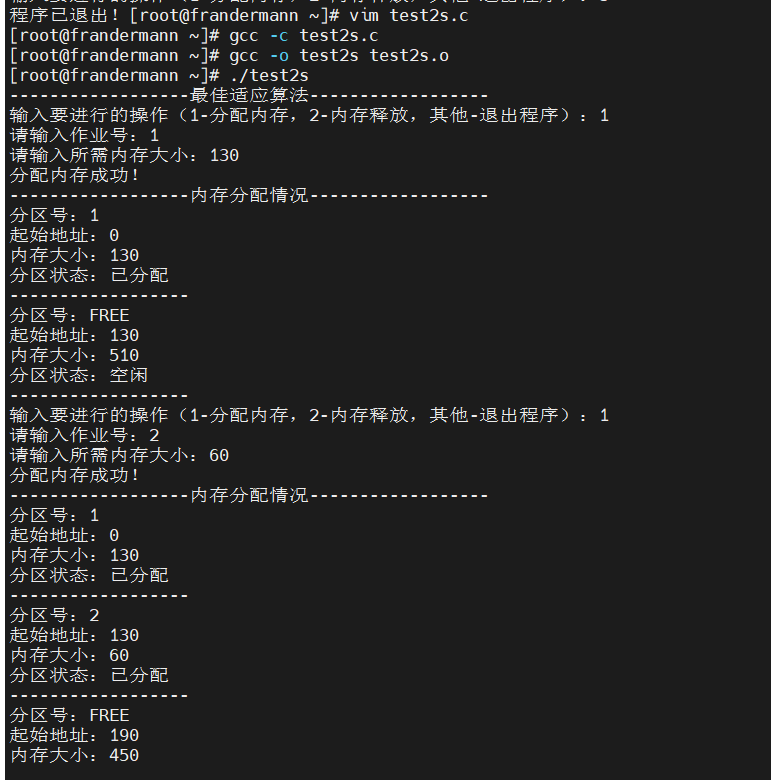 程序已退出！[root@frandermann ~]# vim test2s.c
[root@frandermann ~]# gcc -c test2s.c
[root@frandermann ~]# gcc -o test2s test2s.o
[root@frandermann ~]# ./test2s
------------------最佳适应算法------------------
输入要进行的操作（1-分配内存，2-内存释放，其他-退出程序）：1
请输入作业号：1
请输入所需内存大小：130
分配内存成功！
------------------内存分配情况------------------
分区号：1
起始地址：0
内存大小：130
分区状态：已分配
------------------
分区号：FREE
起始地址：130
内存大小：510
分区状态：空闲
------------------
输入要进行的操作（1-分配内存，2-内存释放，其他-退出程序）：1
请输入作业号：2
请输入所需内存大小：60
分配内存成功！
------------------内存分配情况------------------
分区号：1
起始地址：0
内存大小：130
分区状态：已分配
------------------
分区号：2
起始地址：130
内存大小：60
分区状态：已分配
------------------
分区号：FREE
起始地址：190
内存大小：450